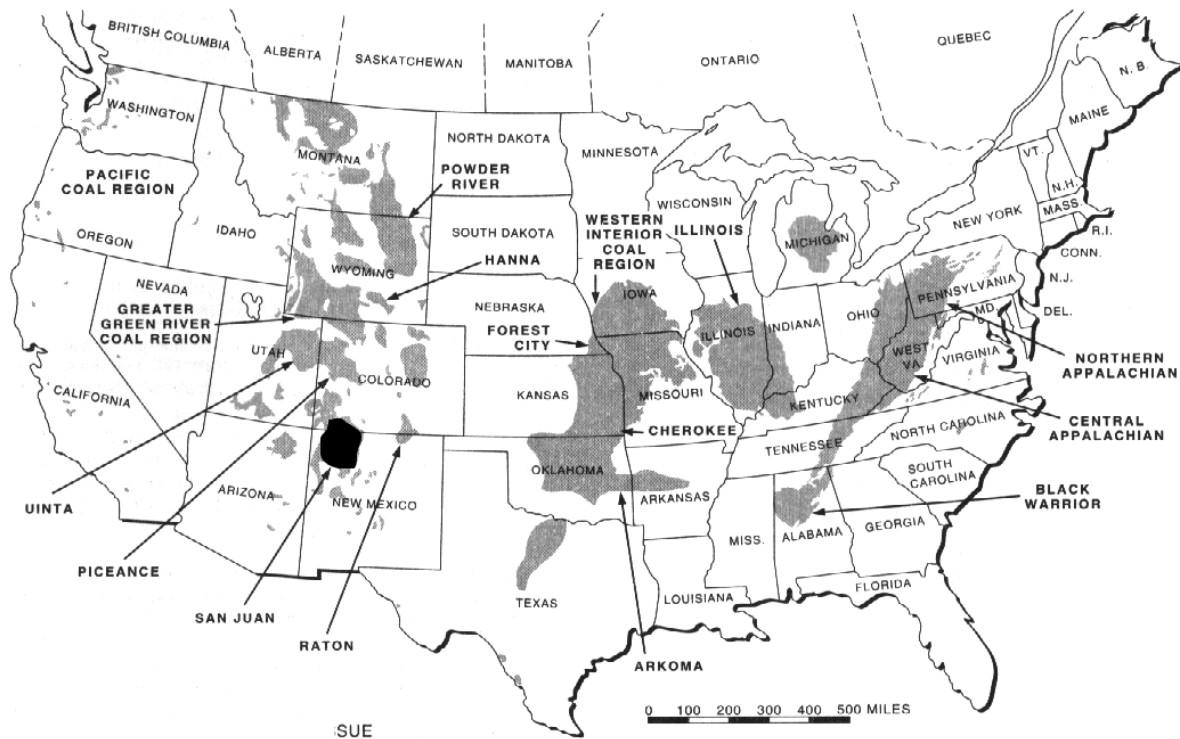 BRITISH COLUMBIA
ALBERTA
SASKATCHEWAN
MANITOBA
ONTARIO
QUEBEC
N. B.
WASHINGTON
MAINE
MONTANA
NORTH DAKOTA
MINNESOTA
VT.
PACIFIC
COAL REGION
POWDER
RIVER
N.H.
WISCONSIN
MASS.
NEW YORK
OREGON
IDAHO
SOUTH DAKOTA
WESTERN
INTERIOR
COAL
REGION
ILLINOIS
MICHIGAN
R.I.
CONN.
WYOMING
HANNA
NEVADA
GREATER
GREEN RIVER
COAL REGION
NEBRASKA
IOWA
PENNSYLVANIA
N.J.
FOREST
CITY
ILLINOIS
INDIANA
OHIO
MD.
DEL.
UTAH
COLORADO
WEST
VA.
VIRGINIA
NORTHERN
APPALACHIAN
CALIFORNIA
KANSAS
MISSOURI
KENTUCKY
CHEROKEE
NORTH CAROLINA
CENTRAL
APPALACHIAN
TENNESSEE
OKLAHOMA
SOUTH
CAROLINA
ARIZONA
NEW MEXICO
ARKANSAS
BLACK
WARRIOR
UINTA
MISS.
ALABAMA
GEORGIA
PICEANCE
FLORIDA
TEXAS
LOUISIANA
SAN JUAN
RATON
ARKOMA
0 100 200 300 400 500 MILES
SUE